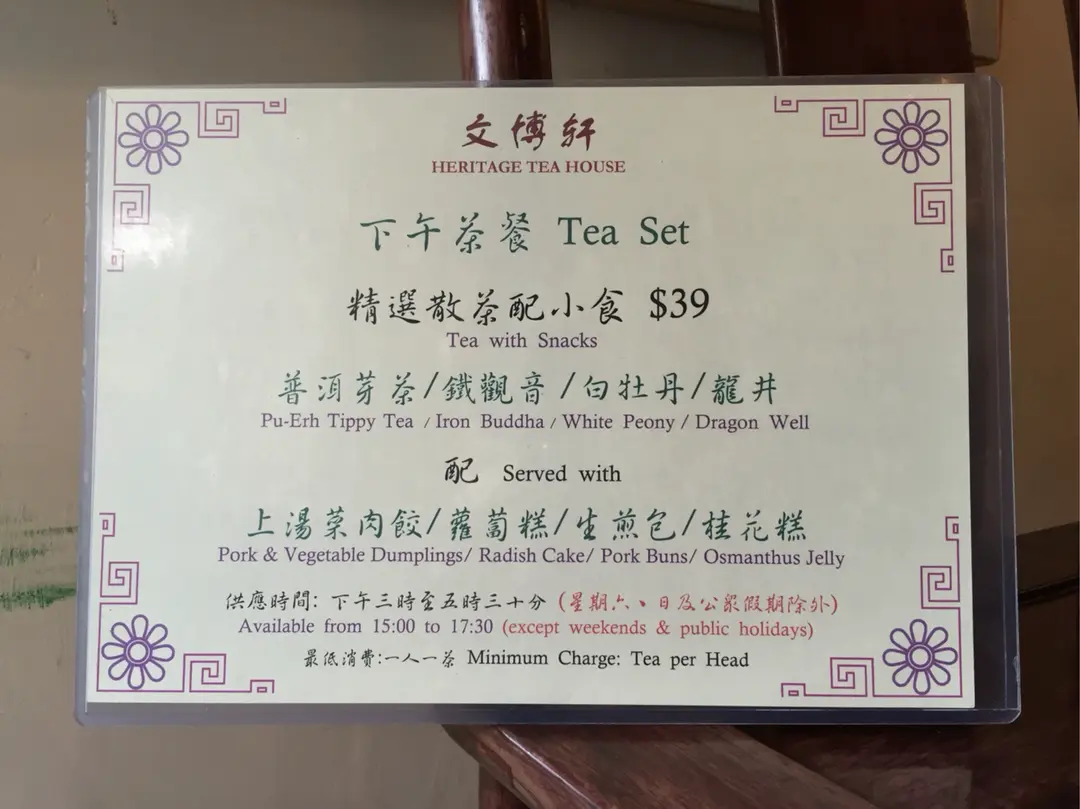 文博轩
HERITAGE TEA HOUSE
下午茶餐 Tea Set
精選散茶配小食 $39
Tea with Snacks
普洱芽茶/鐵觀音/白牡丹/龍井
Pu-Erh Tippy Tea / Iron Buddha / White Peony / Dragon Well
配 Served with
上湯菜肉餃/蘿蔔糕/生煎包/桂花糕
Pork & Vegetable Dumplings/ Radish Cake/ Pork Buns/ Osmanthus Jelly
供應時間: 下午三時至五時三十分 (星期六、日及公眾假期除外)
Available from 15:00 to 17:30 (except weekends & public holidays)
最低消費:一人一茶 Minimum Charge: Tea per Head